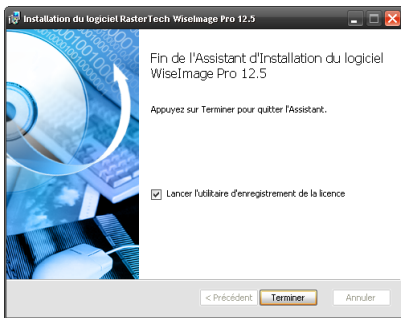 Installation du logiciel RasterTech WiseImage Pro 12.5
Fin de l'Assistant d'Installation du logiciel
WiseImage Pro 12.5
Appuyez sur Terminer pour quitter l'Assistant.
Lancer l'utilitaire d'enregistrement de la licence
< Précédent
Terminer
Annuler